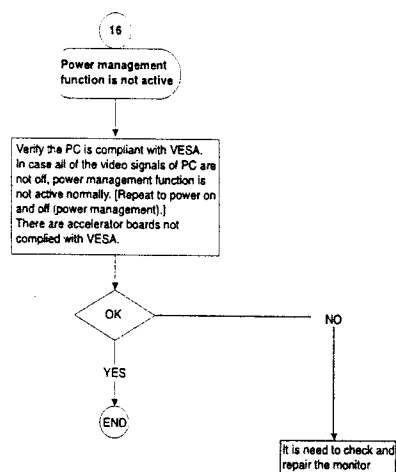 16
Power management
function is not active
Verify the PC is compliant with VESA.
In case all of the video signals of PC are
not off, power management function is
not active normally. [Repeat to power on
and off (power management).]
There are accelerator boards not
complied with VESA.
OK
NO
YES
END
It is need to check and
repair the monitor